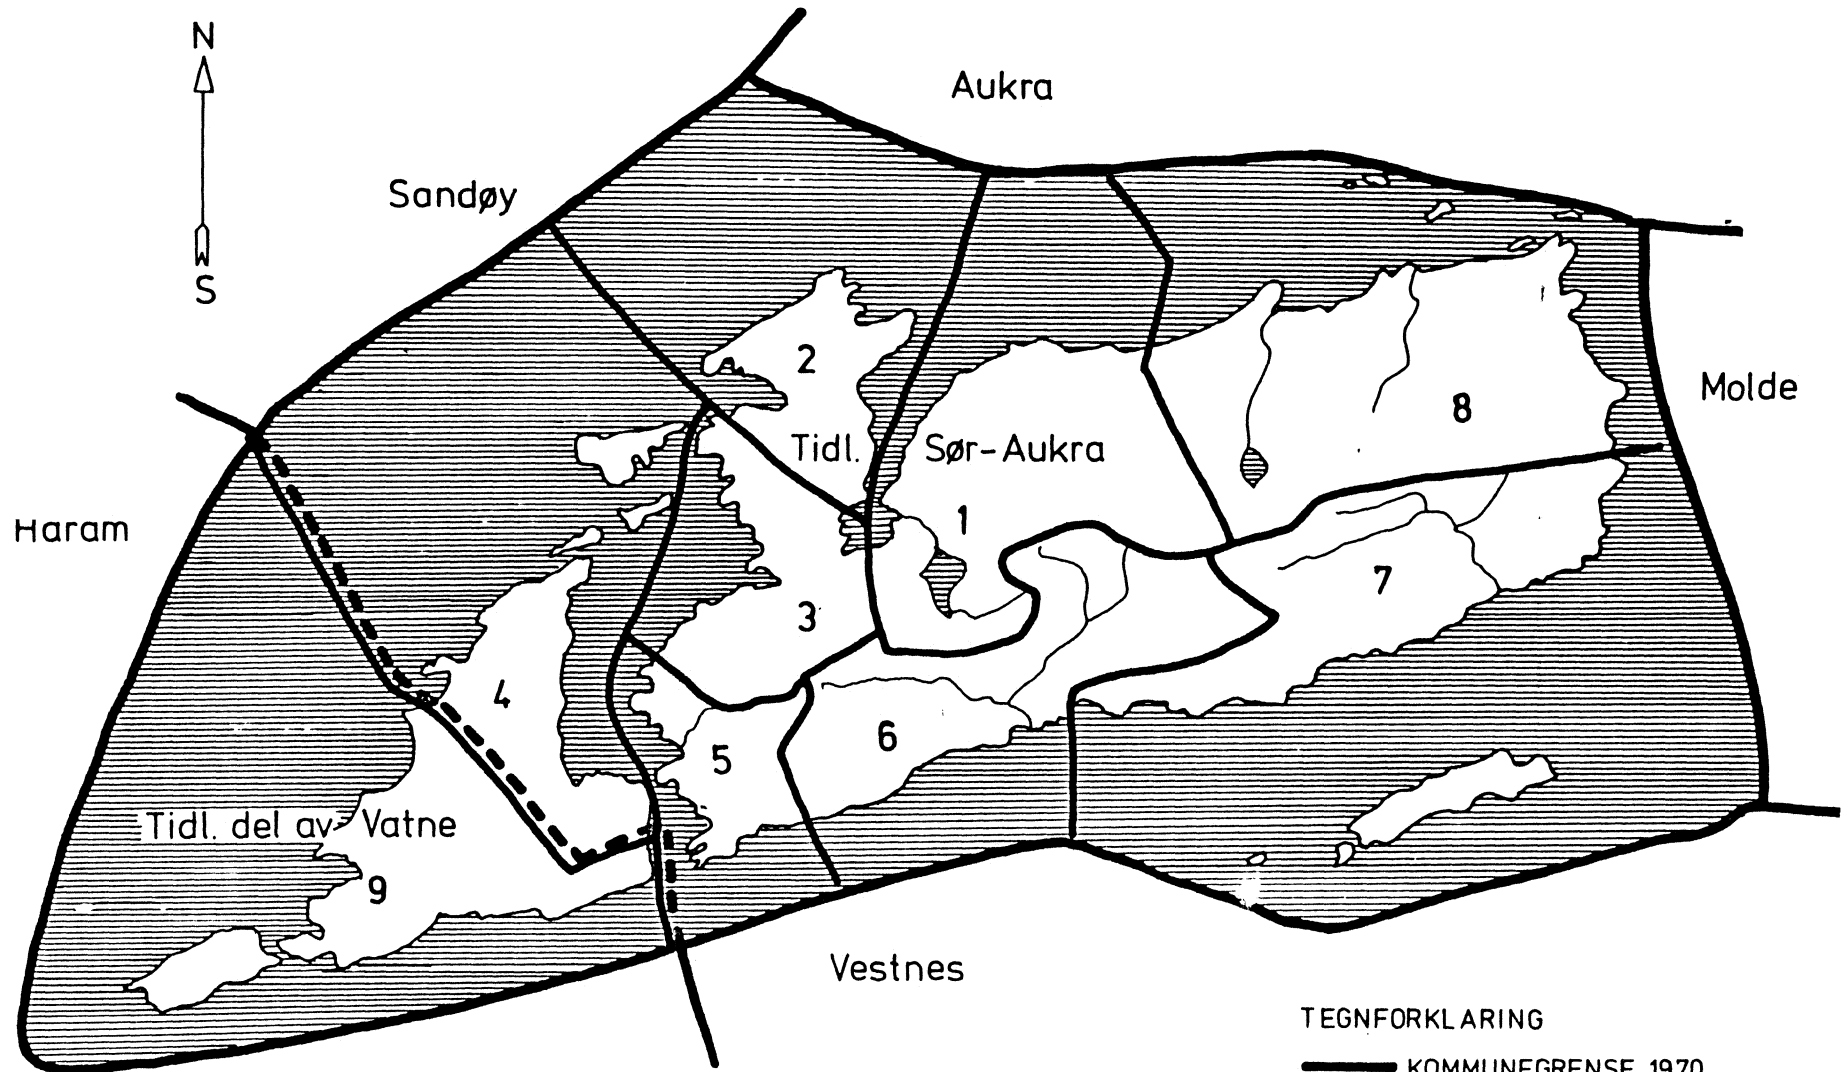 N
Aukra
Sandøy
S
2
Molde
8
Tidl. Sør-Aukra
Haram
1
7
3
4
6
5
Tidl. del av Vatne
9
Vestnes
TEGNFORKLARING
KOMMUNEGRENSE 1970